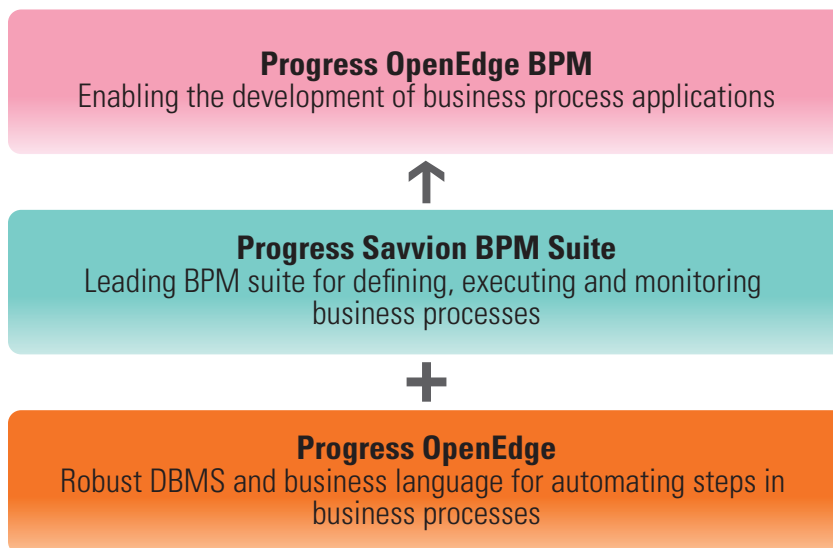 Progress OpenEdge BPM
Enabling the development of business process applications
Progress Savvion BPM Suite
Leading BPM suite for defining, executing and monitoring
business processes
Progress OpenEdge
Robust DBMS and business language for automating steps in
business processes